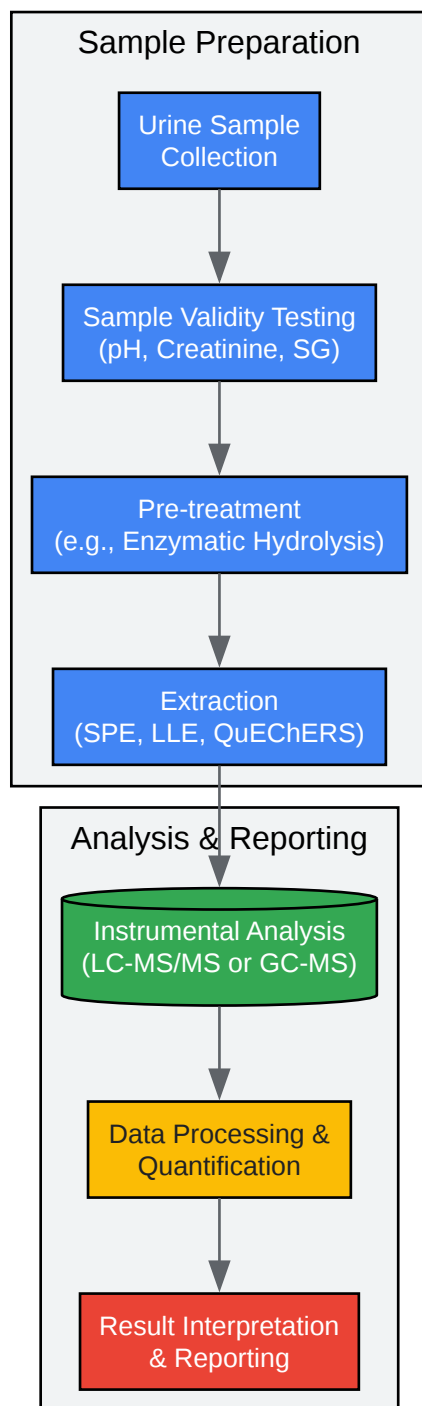 Sample Preparation
Urine Sample
Collection
Sample Validity Testing
(pH, Creatinine, SG)
Pre-treatment
(e.g., Enzymatic Hydrolysis)
Extraction
(SPE, LLE, QuEChERS)
Analysis & Reporting
Instrumental Analysis
(LC-MS/MS or GC-MS)
Data Processing &
Quantification
Result Interpretation
& Reporting